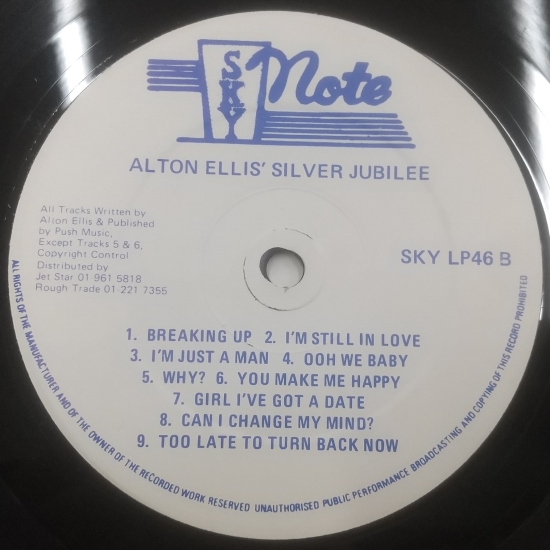 SKY Note
ALTON ELLIS' SILVER JUBILEE
All Tracks Written by
Alton Ellis & Published
by Push Music,
Except Tracks 5 & 6,
Copyright Control
Distributed by
Jet Star 01 961 5818
Rough Trade 01 221 7355
SKY LP46 B
1. BREAKING UP 2. I'M STILL IN LOVE
3. I'M JUST A MAN 4. OOH WE BABY
5. WHY? 6. YOU MAKE ME HAPPY
7. GIRL I'VE GOT A DATE
8. CAN I CHANGE MY MIND?
9. TOO LATE TO TURN BACK NOW
ALL RIGHTS OF THE MANUFACTURER AND OF THE OWNER OF THE RECORDED WORK RESERVED UNAUTHORISED PUBLIC PERFORMANCE BROADCASTING AND COPYING OF THIS RECORD PROHIBITED